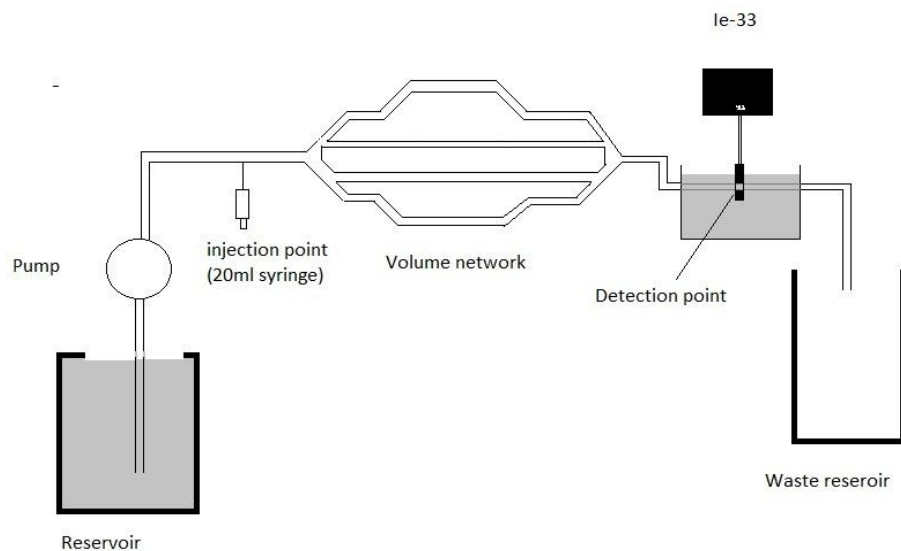 Ie-33
injection point
(20ml syringe)
Volume network
Pump
Detection point
Waste reseroir
Reservoir